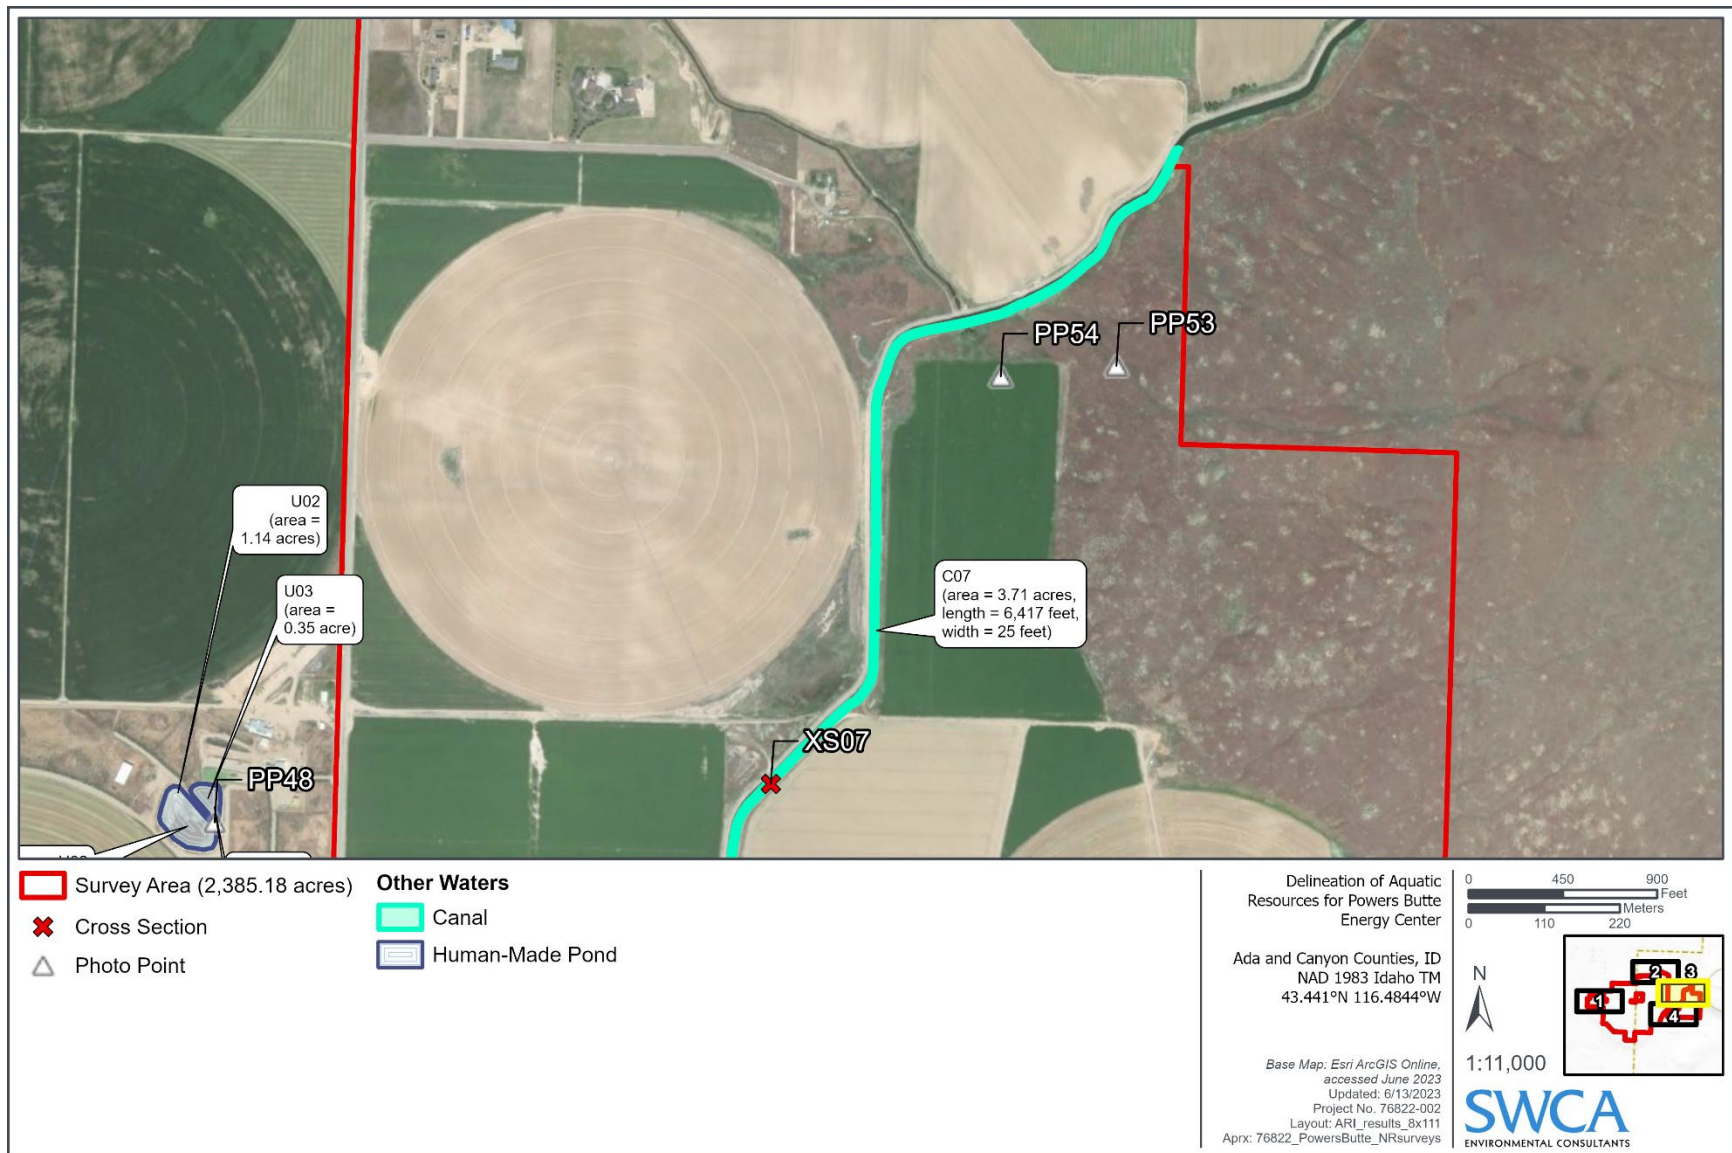 PP54
PP53
U02
(area =
1.14 acres)
U03
(area =
0.35 acre)
C07
(area = 3.71 acres,
length = 6,417 feet,
width = 25 feet)
XS07
PP48
Survey Area (2,385.18 acres)
Cross Section
Photo Point
Other Waters
Canal
Human-Made Pond
Delineation of Aquatic
Resources for Powers Butte
Energy Center
Ada and Canyon Counties, ID
NAD 1983 Idaho TM
43.441°N 116.4844°W
Base Map: Esri ArcGIS Online,
accessed June 2023
Updated: 6/13/2023
Project No. 76822-002
Layout: ARI_results_8x111
Aprx: 76822_PowersButte_NRsurveys
0 450 900
Feet
Meters
0 110 220
N
1:11,000
2 3
1
4
SWCA
ENVIRONMENTAL CONSULTANTS